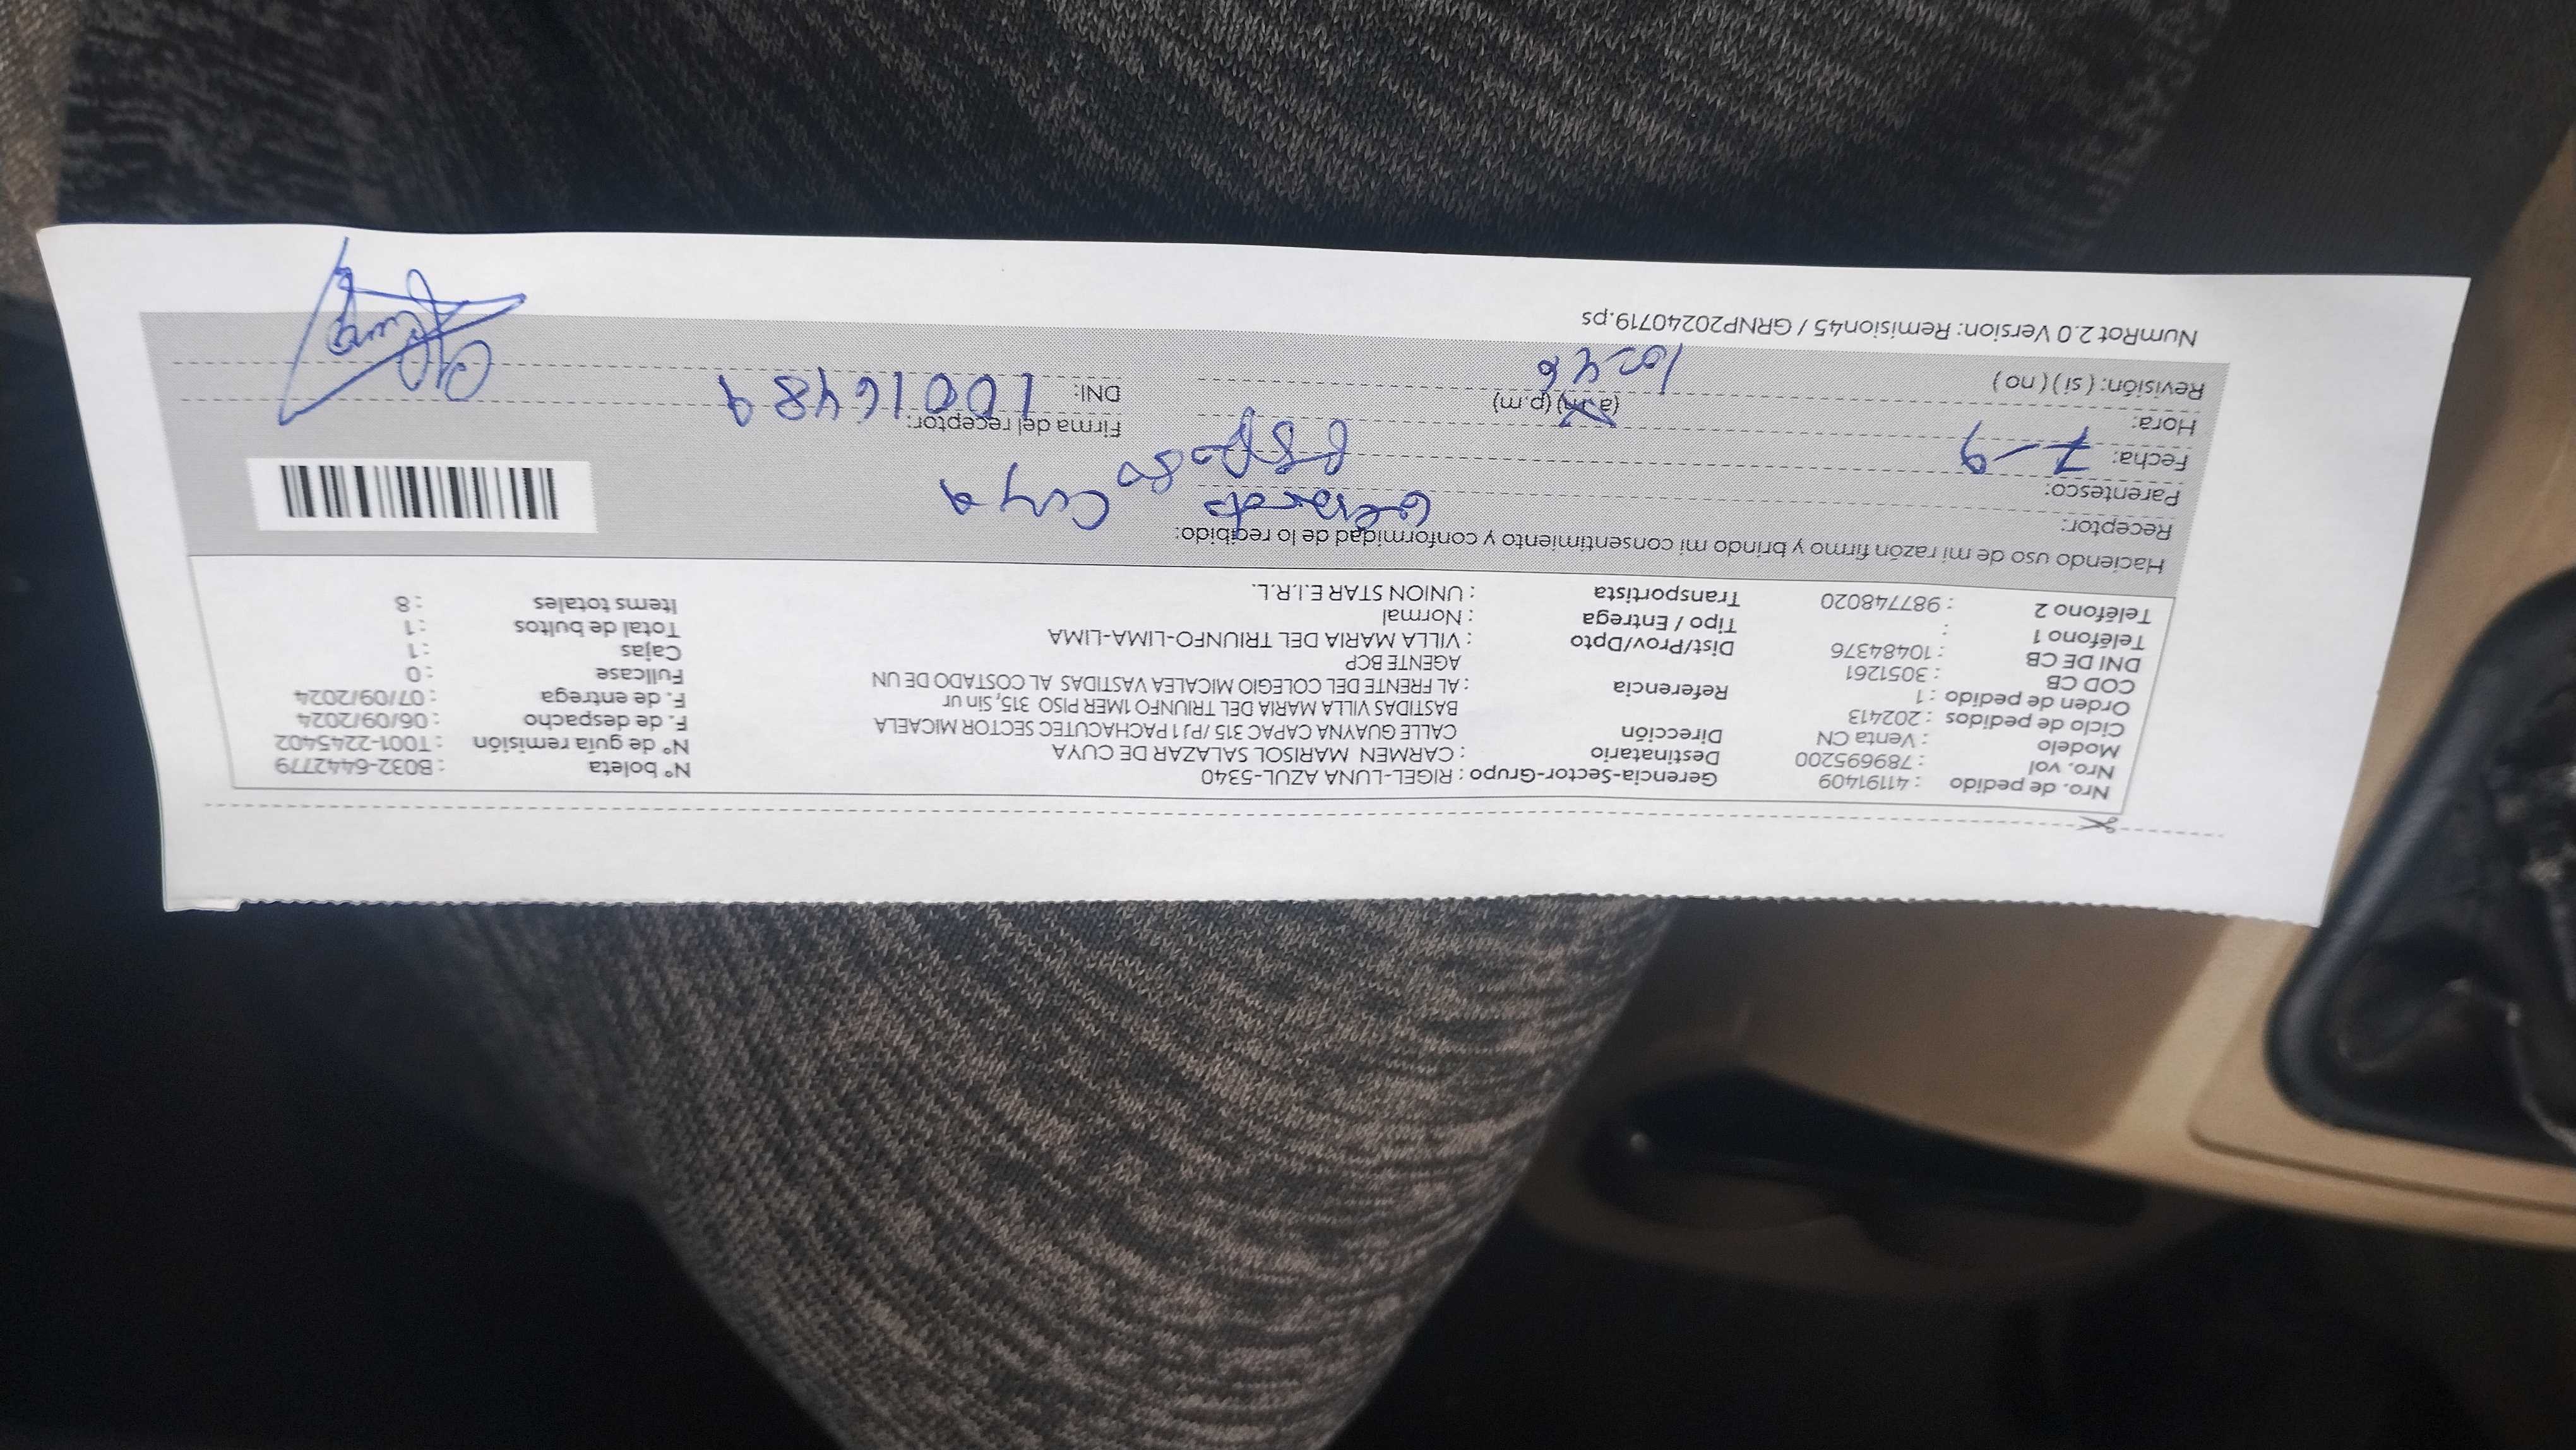 Nro. de pedido : 41191409
Nro. vol : 789695200
Modelo : Venta CN
Ciclo de pedidos : 202413
Orden de pedido : 1
COD CB : 3051261
DNI DE CB : 10484376
Teléfono 1 :
Teléfono 2 : 987748020
Gerencia-Sector-Grupo : RIGEL-LUNA AZUL-5340
Destinatario : CARMEN MARISOL SALAZAR DE CUYA
Dirección CALLE GUAYNA CAPAC 315 /PJ 1 PACHACUTEC SECTOR MICAELA
BASTIDAS VILLA MARIA DEL TRIUNFO 1MER PISO 315, Sin ur
Referencia : AL FRENTE DEL COLEGIO MICALEA VASTIDAS AL COSTADO DE UN
AGENTE BCP
Dist/Prov/Dpto : VILLA MARIA DEL TRIUNFO-LIMA-LIMA
Tipo / Entrega : Normal
Transportista : UNION STAR E.I.R.L.
N° boleta : B032-6442779
N° de guía remisión : T001-2245402
F. de despacho : 06/09/2024
F. de entrega : 07/09/2024
Fullcase : 0
Cajas : 1
Total de bultos : 1
Items totales : 8
Haciendo uso de mi razón firmo y brindo mi consentimiento y conformidad de lo recibido:
Receptor: Cuya
Parentesco: esposo
Fecha: 7-9
Hora: (a.m) (p.m)
10:46
Revisión: ( si ) ( no )
Firma del receptor:
DNI: 10016489
NumRot 2.0 Version: Remision45 / GRNP20240719.ps